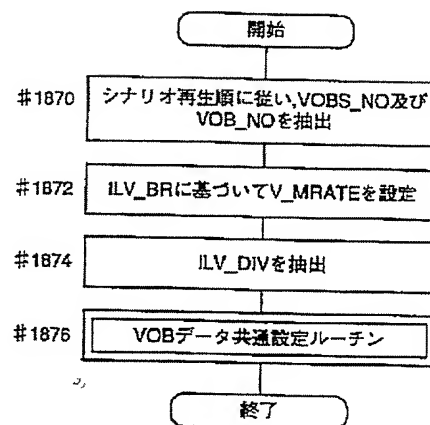 開始
#1870
シナリオ再生順に従い,VOBS_NO及び
VOB_NOを抽出
#1872
ILV_BRに基づいてV_MRATEを設定
#1874
ILV_DIVを抽出
#1876
VOBデータ共通設定ルーチン
終了